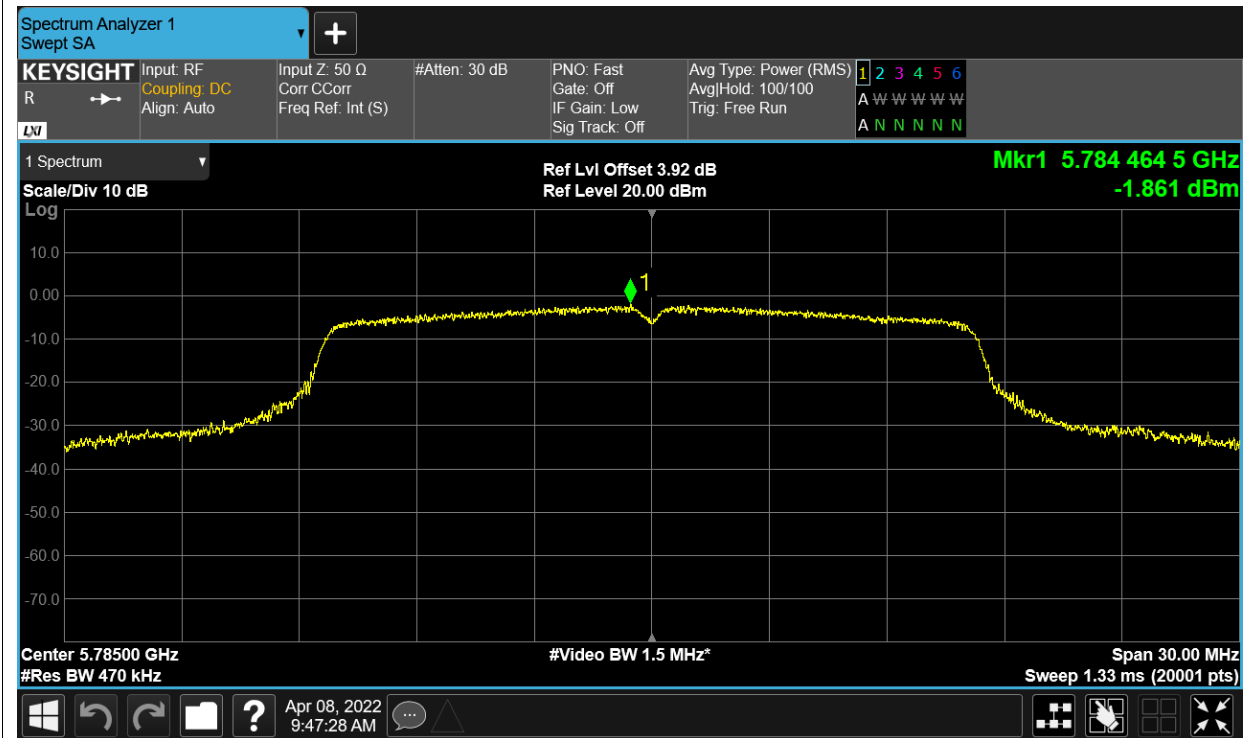 Spectrum Analyzer 1
Swept SA
+
KEYSIGHT
R
LXI
Input: RF
Coupling: DC
Align: Auto
Input Z: 50 Ω
Corr CCorr
Freq Ref: Int (S)
#Atten: 30 dB
PNO: Fast
Gate: Off
IF Gain: Low
Sig Track: Off
Avg Type: Power (RMS)
Avg|Hold: 100/100
Trig: Free Run
1 2 3 4 5 6
A W W W W W
A N N N N N
1 Spectrum
Scale/Div 10 dB
Log
Ref Lvl Offset 3.92 dB
Ref Level 20.00 dBm
Mkr1 5.784 464 5 GHz
-1.861 dBm
10.0
0.00
-10.0
-20.0
-30.0
-40.0
-50.0
-60.0
-70.0
1
Center 5.78500 GHz
#Res BW 470 kHz
#Video BW 1.5 MHz*
Span 30.00 MHz
Sweep 1.33 ms (20001 pts)
?
Apr 08, 2022
9:47:28 AM